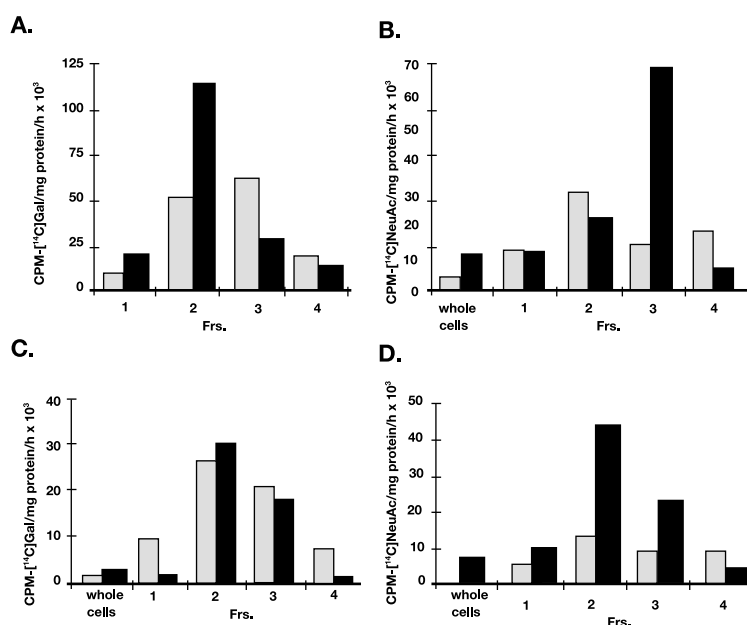 A.
CPM-[¹⁴C]Gal/mg protein/h x 10³
125
100
75
50
25
0
1 2 3 4
Frs.
B.
CPM-[¹⁴C]NeuAc/mg protein/h x 10³
70
60
50
40
30
20
10
0
whole cells 1 2 3 4
Frs.
C.
CPM-[¹⁴C]Gal/mg protein/h x 10³
40
30
20
10
0
whole cells 1 2 3 4
Frs.
D.
CPM-[¹⁴C]NeuAc/mg protein/h x 10³
50
40
30
20
10
0
whole cells 1 2 3 4
Frs.